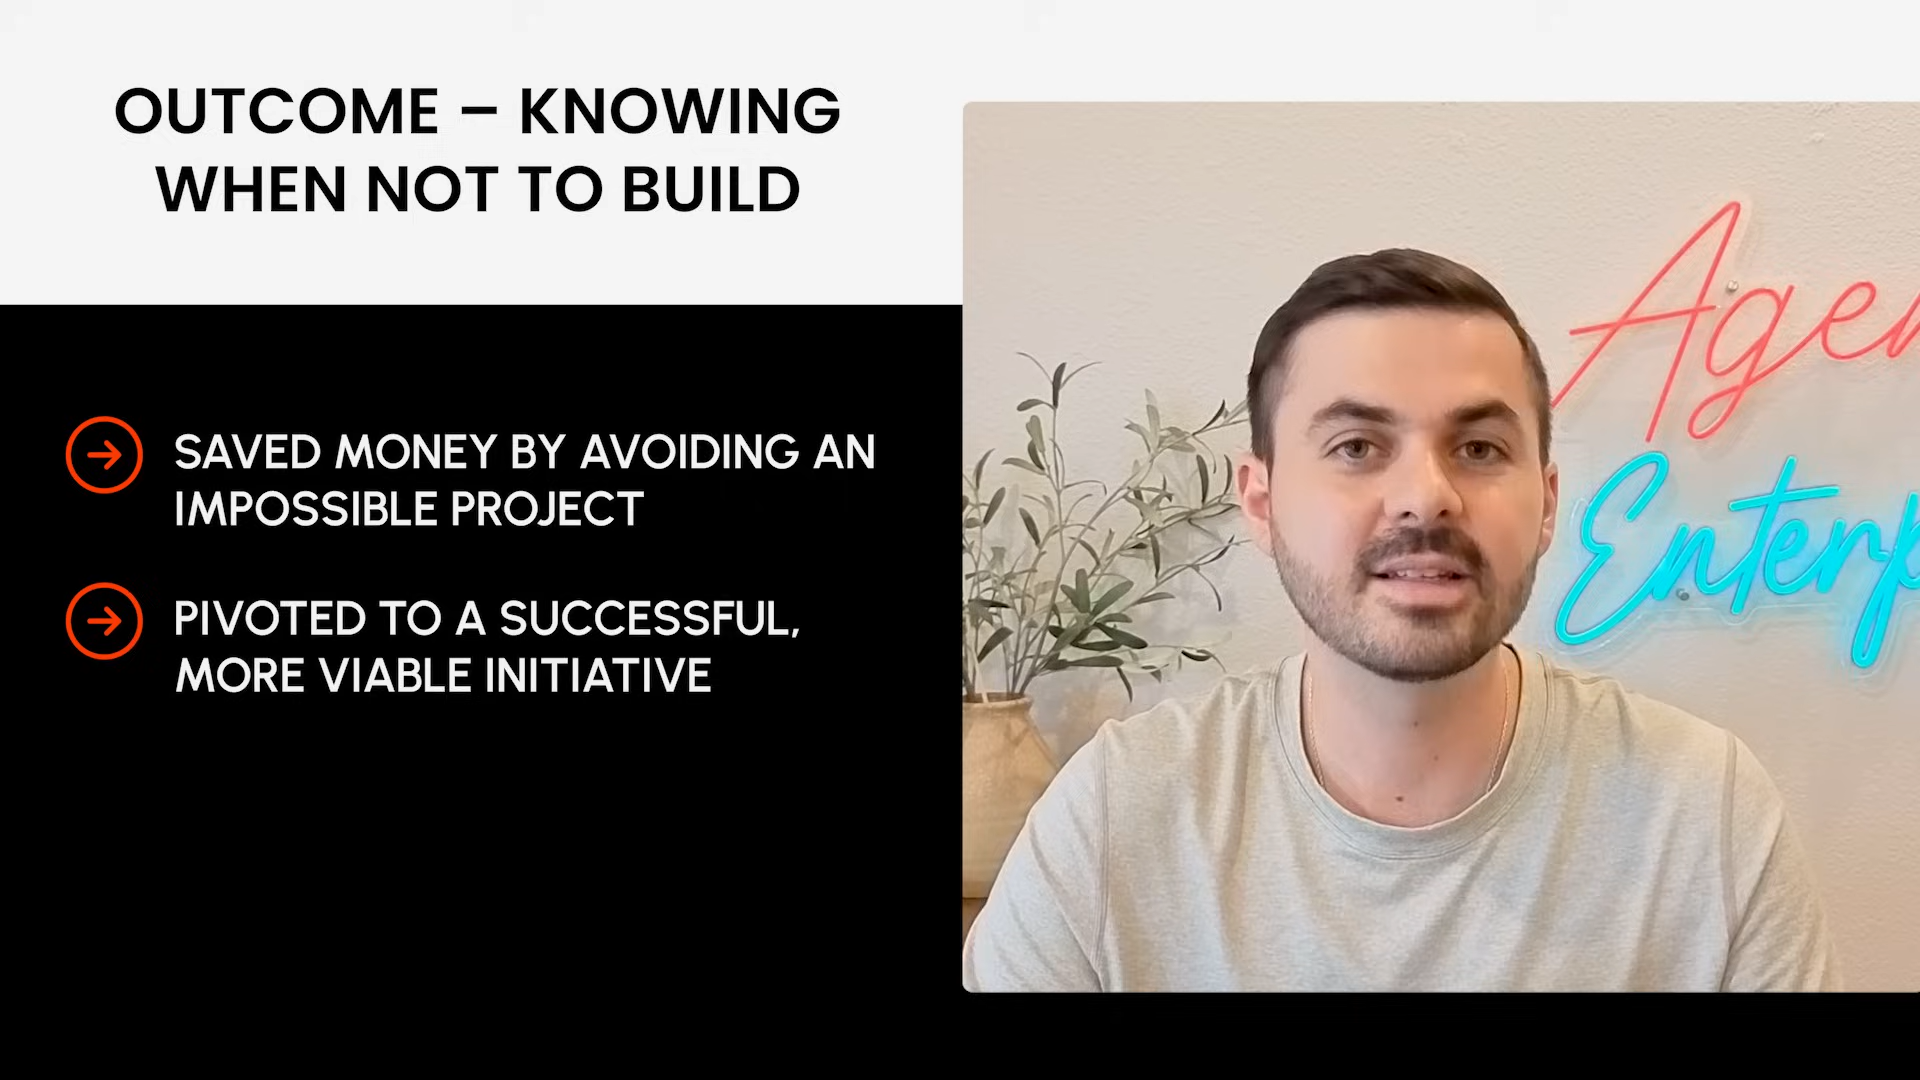 OUTCOME – KNOWING
WHEN NOT TO BUILD
SAVED MONEY BY AVOIDING AN
IMPOSSIBLE PROJECT
PIVOTED TO A SUCCESSFUL,
MORE VIABLE INITIATIVE